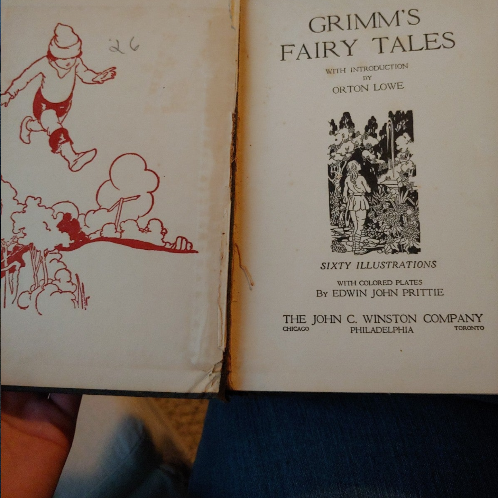 26
GRIMM'S
FAIRY TALES
WITH INTRODUCTION
BY
ORTON LOWE
SIXTY ILLUSTRATIONS
WITH COLORED PLATES
By EDWIN JOHN PRITTIE
THE JOHN C. WINSTON COMPANY
CHICAGO PHILADELPHIA TORONTO